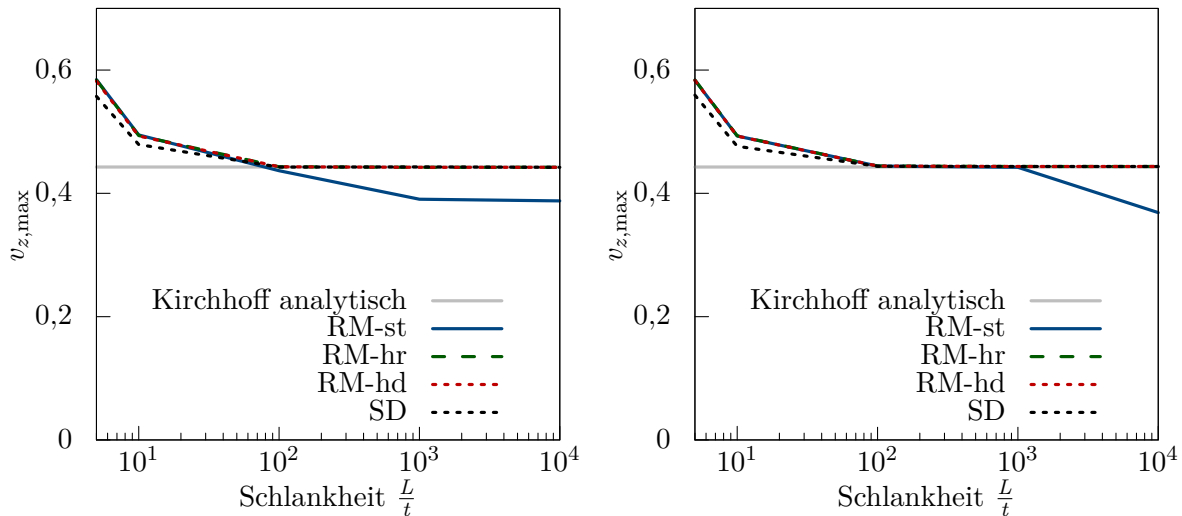 0,6
0,4
0,2
0
v_{z,max}
Kirchhoff analytisch
RM-st
RM-hr
RM-hd
SD
10^1
10^2
10^3
10^4
Schlankheit \frac{L}{t}
0,6
0,4
0,2
0
v_{z,max}
Kirchhoff analytisch
RM-st
RM-hr
RM-hd
SD
10^1
10^2
10^3
10^4
Schlankheit \frac{L}{t}